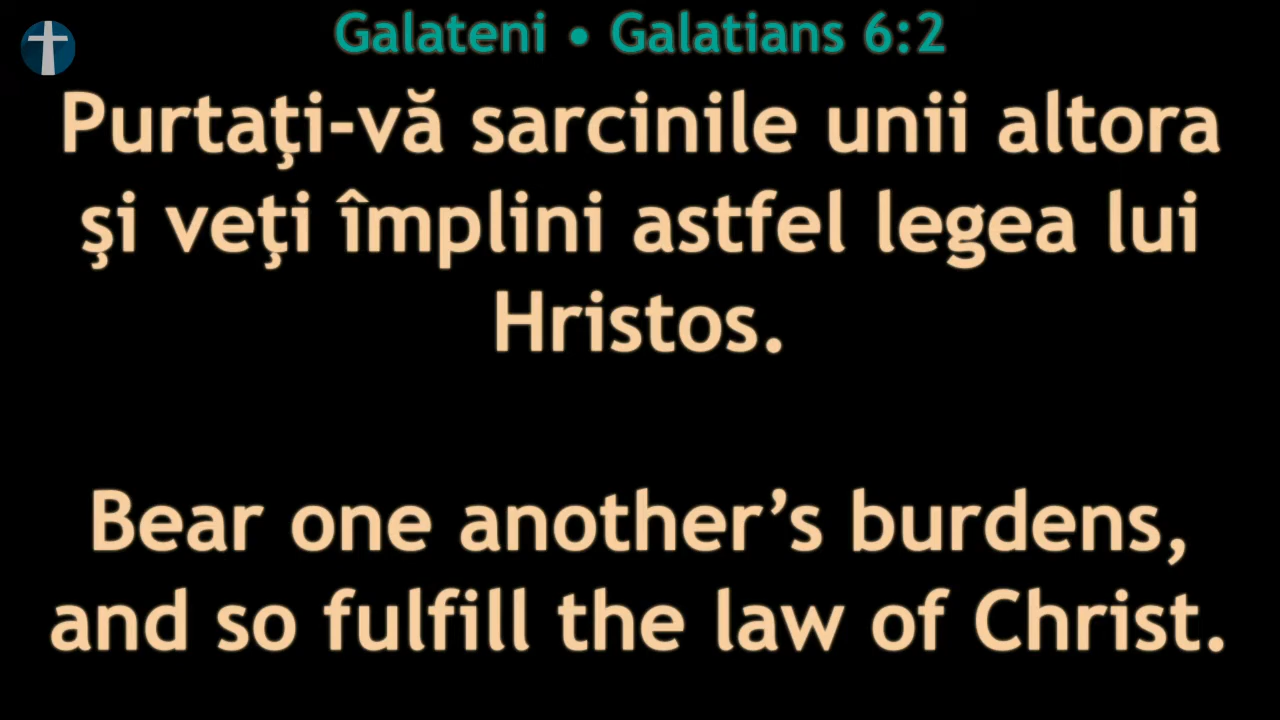 Galateni • Galatians 6:2
Purtaţi-vă sarcinile unii altora
şi veţi împlini astfel legea lui
Hristos.
Bear one another’s burdens,
and so fulfill the law of Christ.